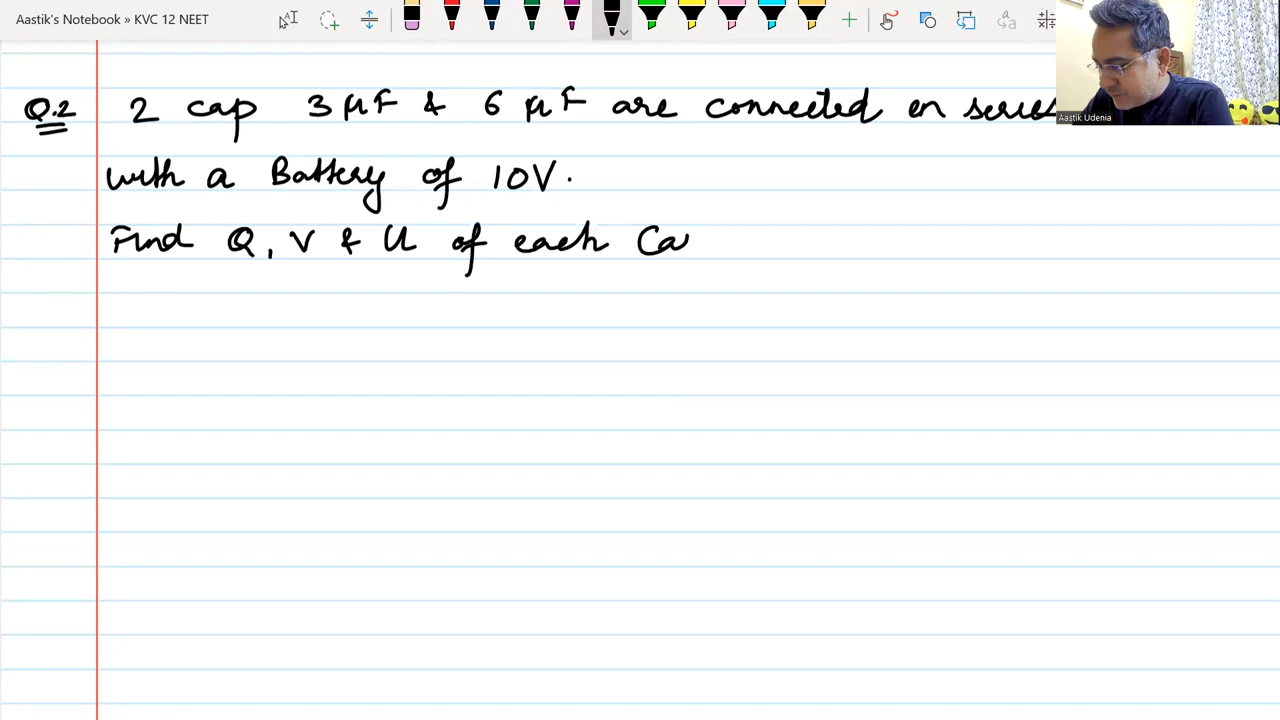 Aastik's Notebook » KVC 12 NEET
Q.2 2 cap 3 μF & 6 μF are connected in series
with a Battery of 10V.
Find Q, V & U of each Ca
Aastik Udenia